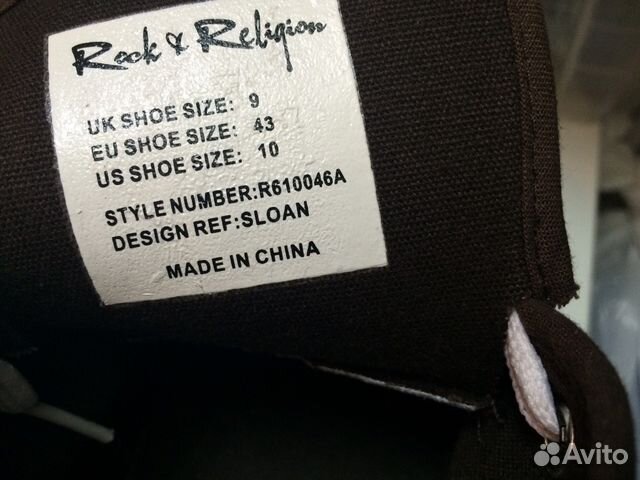 Rock & Religion
UK SHOE SIZE: 9
EU SHOE SIZE: 43
US SHOE SIZE: 10
STYLE NUMBER:R610046A
DESIGN REF:SLOAN
MADE IN CHINA
Avito